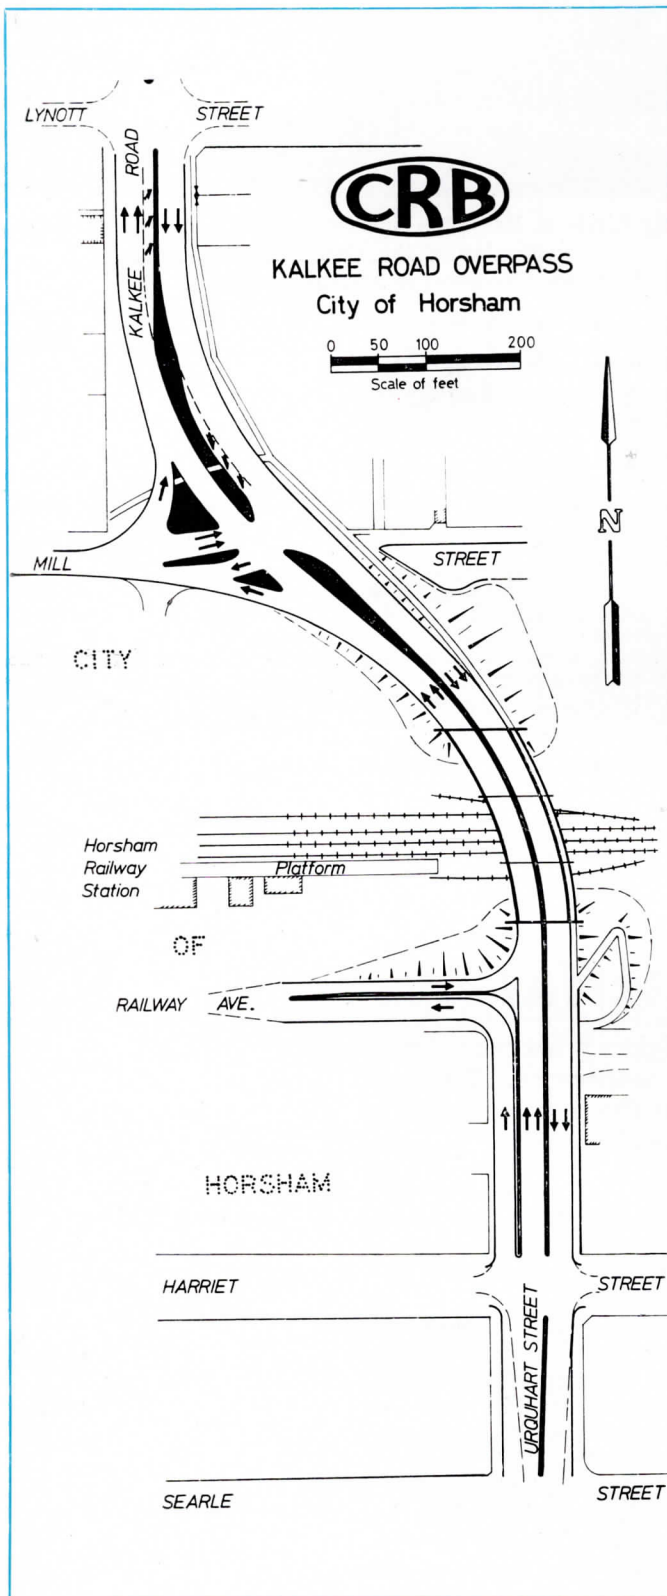 LYNOTT STREET
KALKEE ROAD
CRB
KALKEE ROAD OVERPASS
City of Horsham
0 50 100 200
Scale of feet
N
MILL STREET
CITY
Horsham
Railway Platform
Station
OF
RAILWAY AVE.
HORSHAM
HARRIET STREET
URQUHART STREET
SEARLE STREET